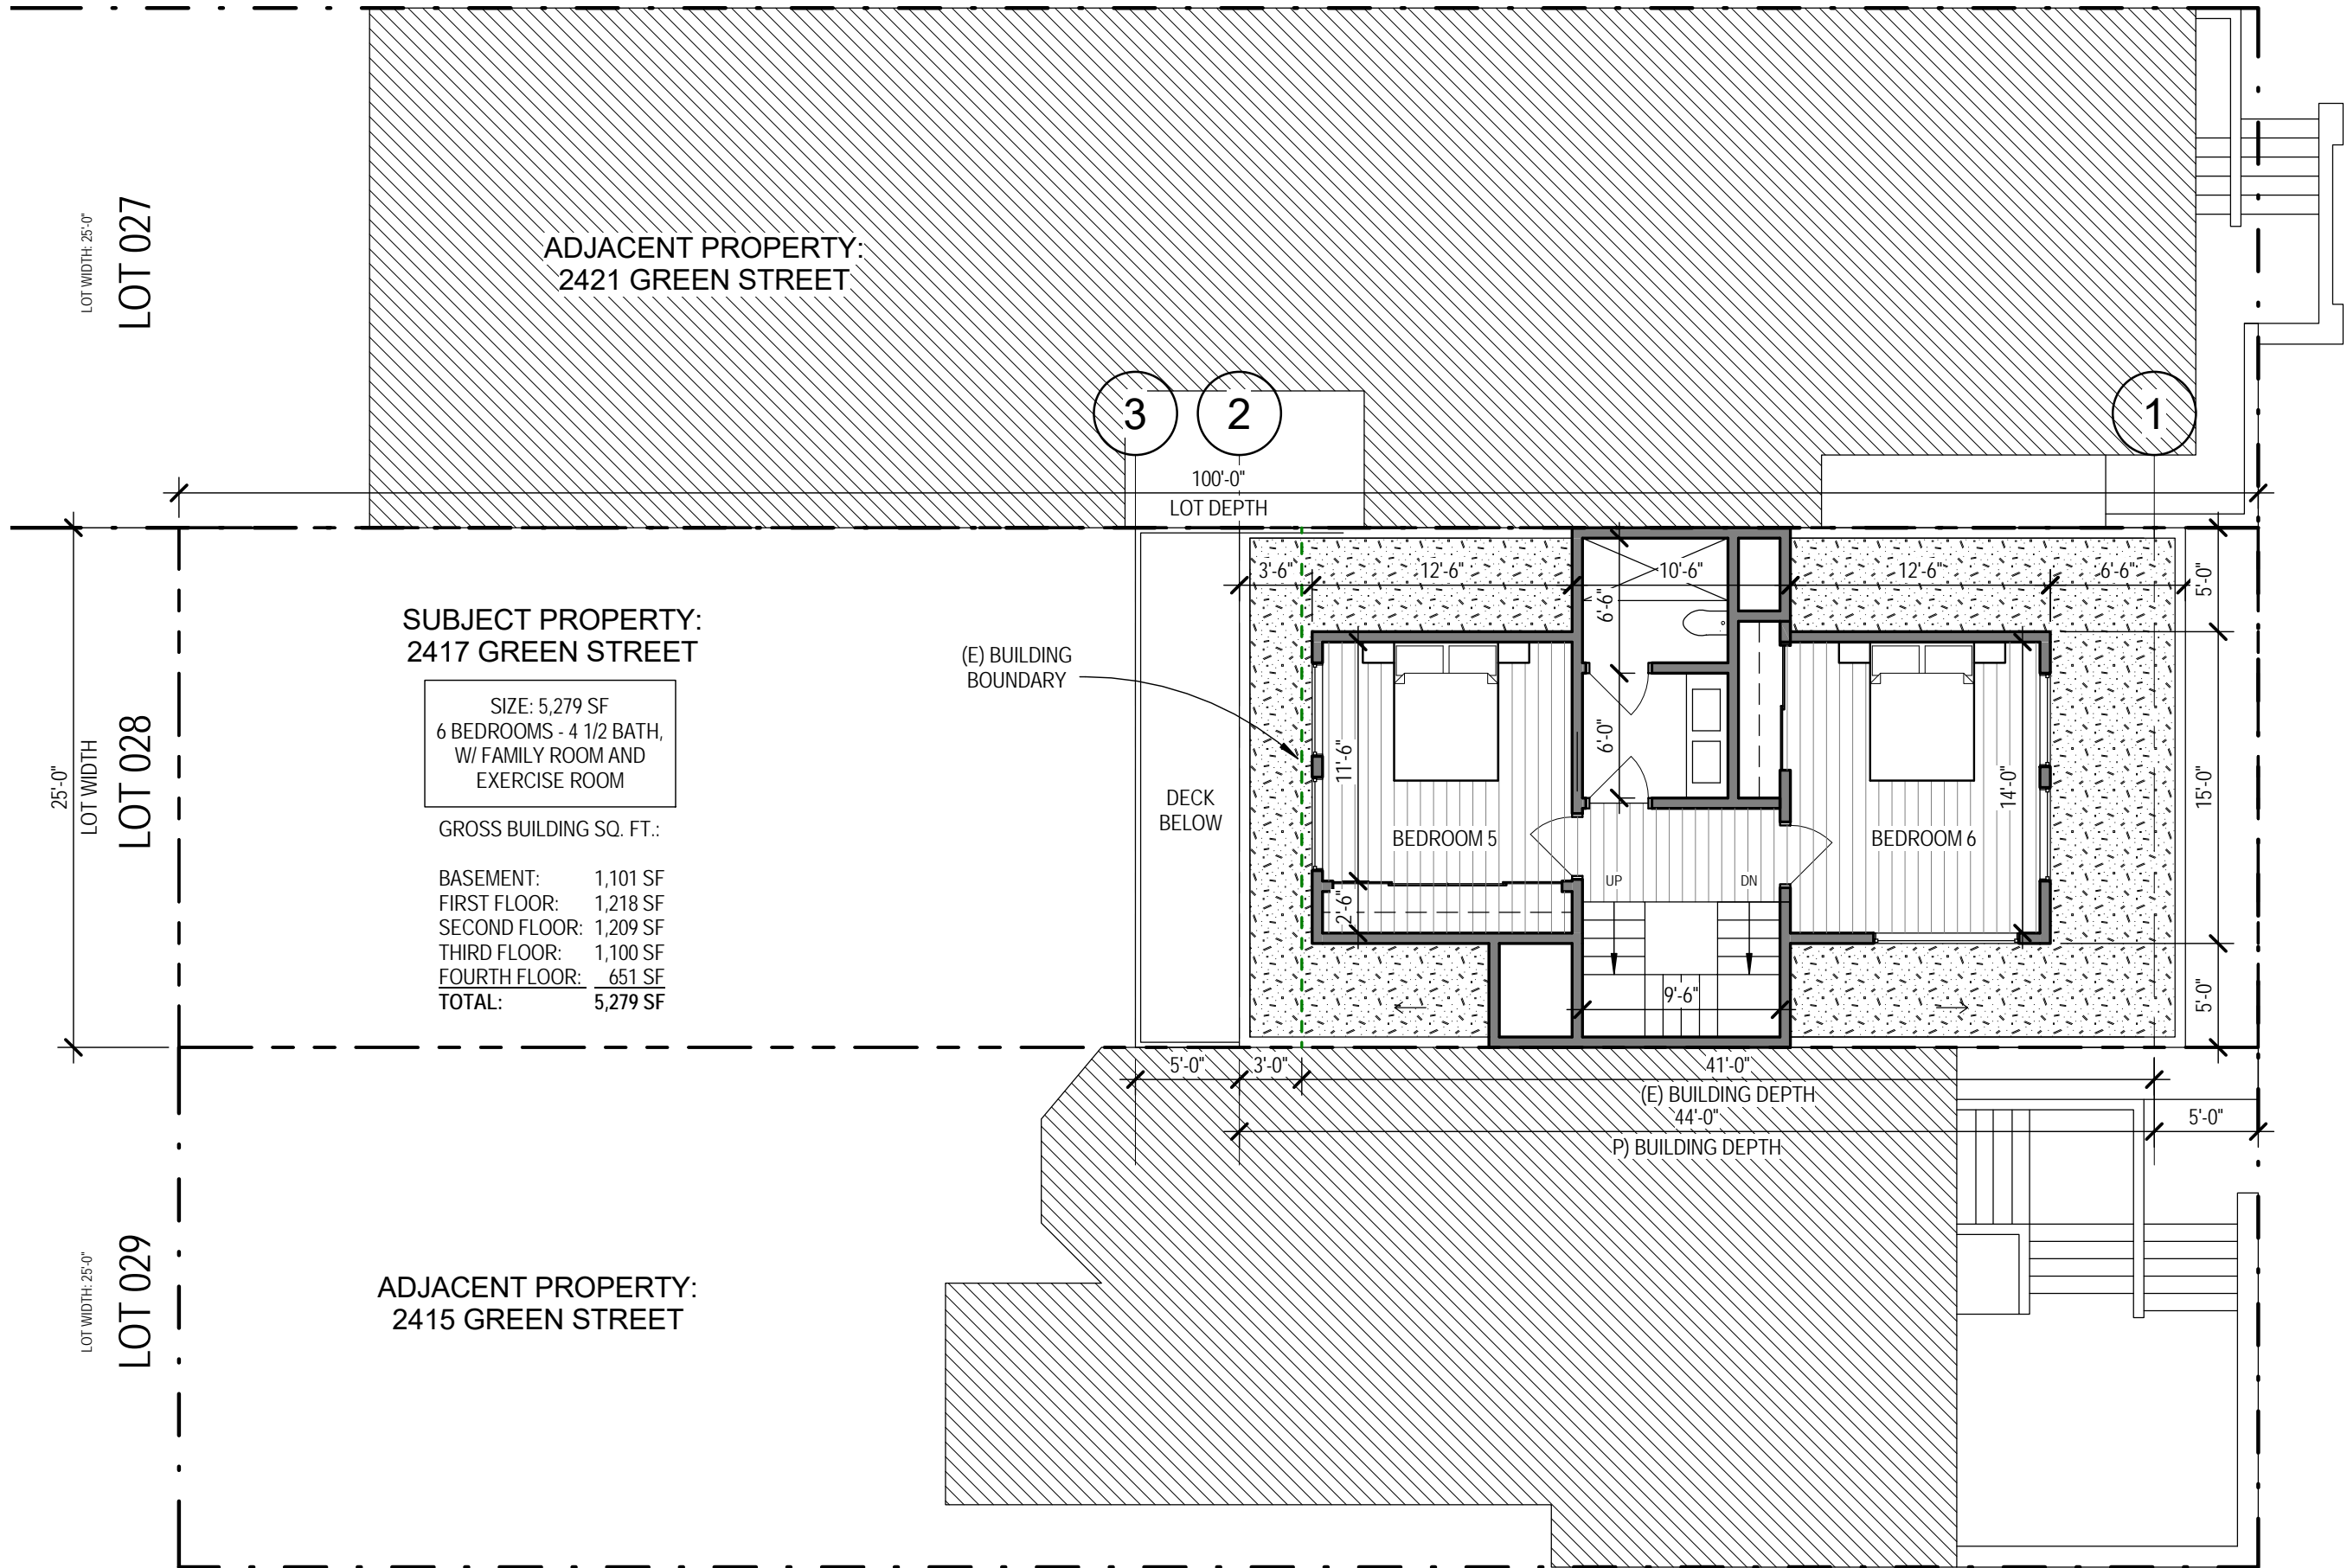 LOT WIDTH: 25'-0"
LOT 027
ADJACENT PROPERTY:
2421 GREEN STREET
3
2
1
100'-0"
LOT DEPTH
3'-6"
12'-6"
10'-6"
12'-6"
6'-6"
5'-0"
6'-6"
SUBJECT PROPERTY:
2417 GREEN STREET
(E) BUILDING
BOUNDARY
SIZE: 5,279 SF
6 BEDROOMS - 4 1/2 BATH,
W/ FAMILY ROOM AND
EXERCISE ROOM
25'-0"
LOT WIDTH
LOT 028
GROSS BUILDING SQ. FT.:
BASEMENT: 1,101 SF
FIRST FLOOR: 1,218 SF
SECOND FLOOR: 1,209 SF
THIRD FLOOR: 1,100 SF
FOURTH FLOOR: 651 SF
TOTAL: 5,279 SF
DECK
BELOW
11'-6"
6'-0"
14'-0"
15'-0"
BEDROOM 5
BEDROOM 6
UP
DN
2'-6"
9'-6"
5'-0"
5'-0"
3'-0"
41'-0"
(E) BUILDING DEPTH
44'-0"
P) BUILDING DEPTH
5'-0"
LOT WIDTH: 25'-0"
LOT 029
ADJACENT PROPERTY:
2415 GREEN STREET